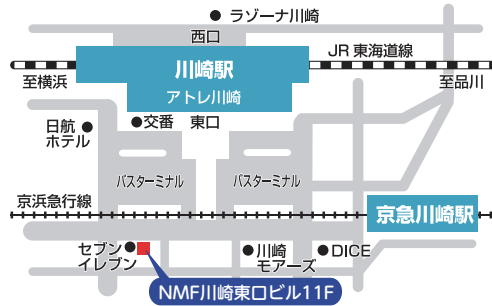 ラゾーナ川崎
西口
JR 東海道線
川崎駅
至横浜
至品川
アトレ川崎
交番
東口
日航
ホテル
バスターミナル
バスターミナル
京浜急行線
京急川崎駅
セブン
イレブン
川崎
モアーズ
DICE
NMF川崎東口ビル11F